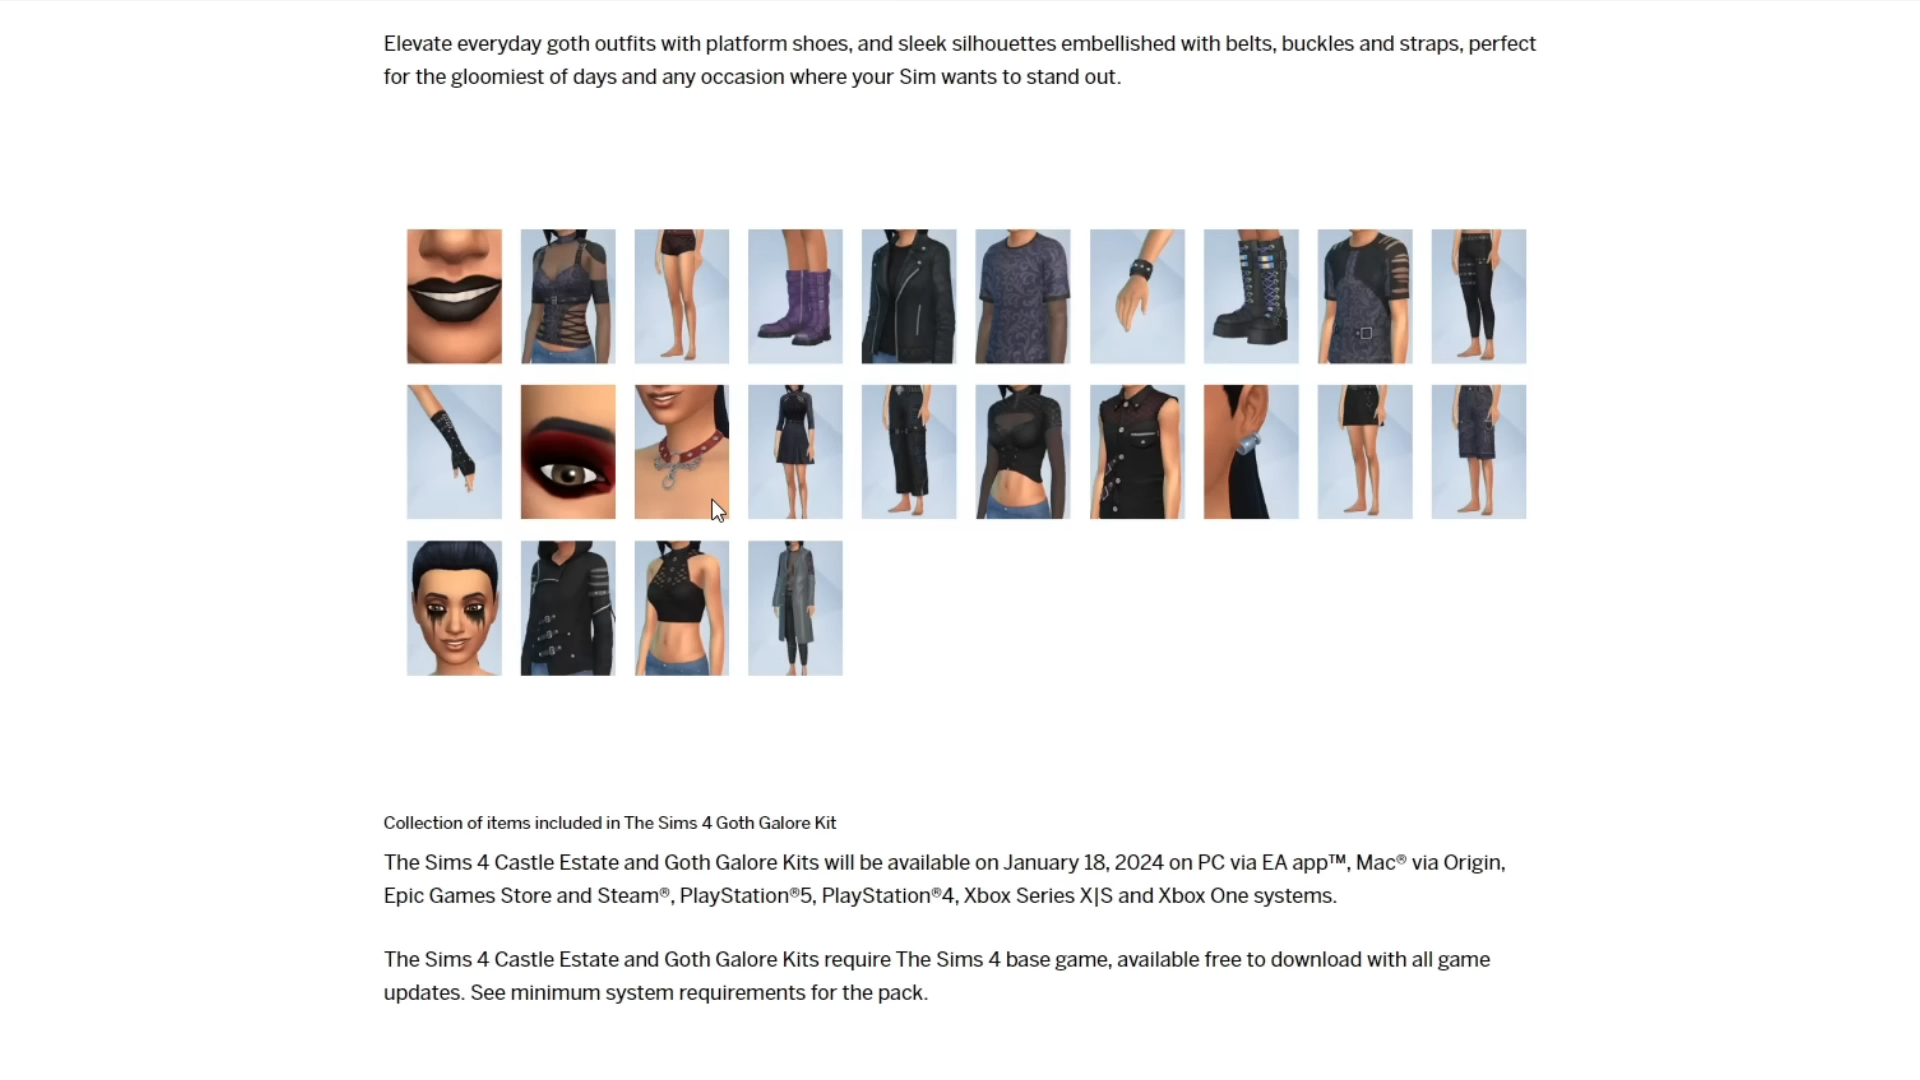 Elevate everyday goth outfits with platform shoes, and sleek silhouettes embellished with belts, buckles and straps, perfect
for the gloomiest of days and any occasion where your Sim wants to stand out.
Collection of items included in The Sims 4 Goth Galore Kit
The Sims 4 Castle Estate and Goth Galore Kits will be available on January 18, 2024 on PC via EA app™, Mac® via Origin,
Epic Games Store and Steam®, PlayStation®5, PlayStation®4, Xbox Series X|S and Xbox One systems.
The Sims 4 Castle Estate and Goth Galore Kits require The Sims 4 base game, available free to download with all game
updates. See minimum system requirements for the pack.